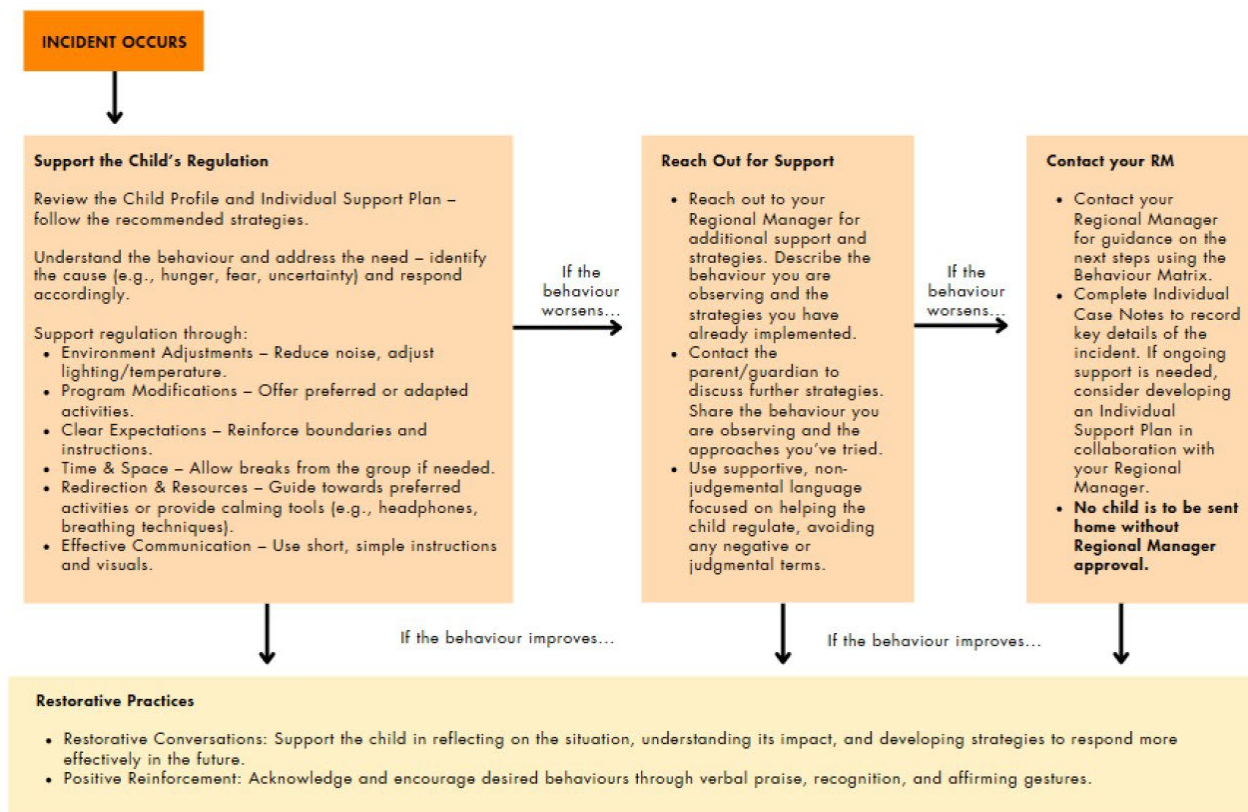 INCIDENT OCCURS
Support the Child's Regulation
Review the Child Profile and Individual Support Plan –
follow the recommended strategies.
Understand the behaviour and address the need – identify
the cause (e.g., hunger, fear, uncertainty) and respond
accordingly.
Support regulation through:
• Environment Adjustments – Reduce noise, adjust
lighting/temperature.
• Program Modifications – Offer preferred or adapted
activities.
• Clear Expectations – Reinforce boundaries and
instructions.
• Time & Space – Allow breaks from the group if needed.
• Redirection & Resources – Guide towards preferred
activities or provide calming tools (e.g., headphones,
breathing techniques).
• Effective Communication – Use short, simple instructions
and visuals.
If the
behaviour
worsens...
Reach Out for Support
• Reach out to your
Regional Manager for
additional support and
strategies. Describe the
behaviour you are
observing and the
strategies you have
already implemented.
• Contact the
parent/guardian to
discuss further strategies.
Share the behaviour you
are observing and the
approaches you've tried.
• Use supportive, non-
judgemental language
focused on helping the
child regulate, avoiding
any negative or
judgmental terms.
If the
behaviour
worsens...
Contact your RM
• Contact your
Regional Manager
for guidance on the
next steps using the
Behaviour Matrix.
• Complete Individual
Case Notes to record
key details of the
incident. If ongoing
support is needed,
consider developing
an Individual
Support Plan in
collaboration with
your Regional
Manager.
• No child is to be sent
home without
Regional Manager
approval.
If the behaviour improves...
If the behaviour improves...
Restorative Practices
• Restorative Conversations: Support the child in reflecting on the situation, understanding its impact, and developing strategies to respond more
effectively in the future.
• Positive Reinforcement: Acknowledge and encourage desired behaviours through verbal praise, recognition, and affirming gestures.